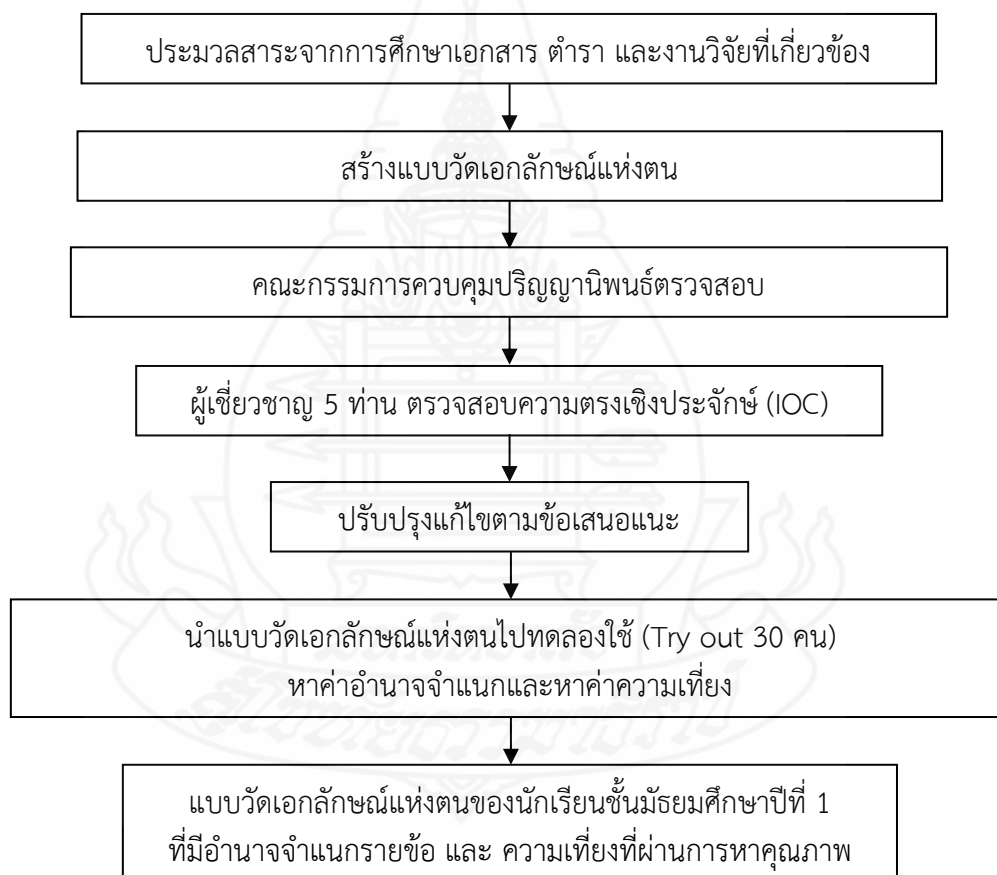 ประมวลสาระจากการศึกษาเอกสาร ตำรา และงานวิจัยที่เกี่ยวข้อง
สร้างแบบวัดเอกลักษณ์แห่งตน
คณะกรรมการควบคุมปริญญานิพนธ์ตรวจสอบ
ผู้เชี่ยวชาญ 5 ท่าน ตรวจสอบความตรงเชิงประจักษ์ (IOC)
ปรับปรุงแก้ไขตามข้อเสนอแนะ
นำแบบวัดเอกลักษณ์แห่งตนไปทดลองใช้ (Try out 30 คน)
หาค่าอำนาจจำแนกและหาค่าความเที่ยง
แบบวัดเอกลักษณ์แห่งตนของนักเรียนชั้นมัธยมศึกษาปีที่ 1
ที่มีอำนาจจำแนกรายข้อ และ ความเที่ยงที่ผ่านการหาคุณภาพ